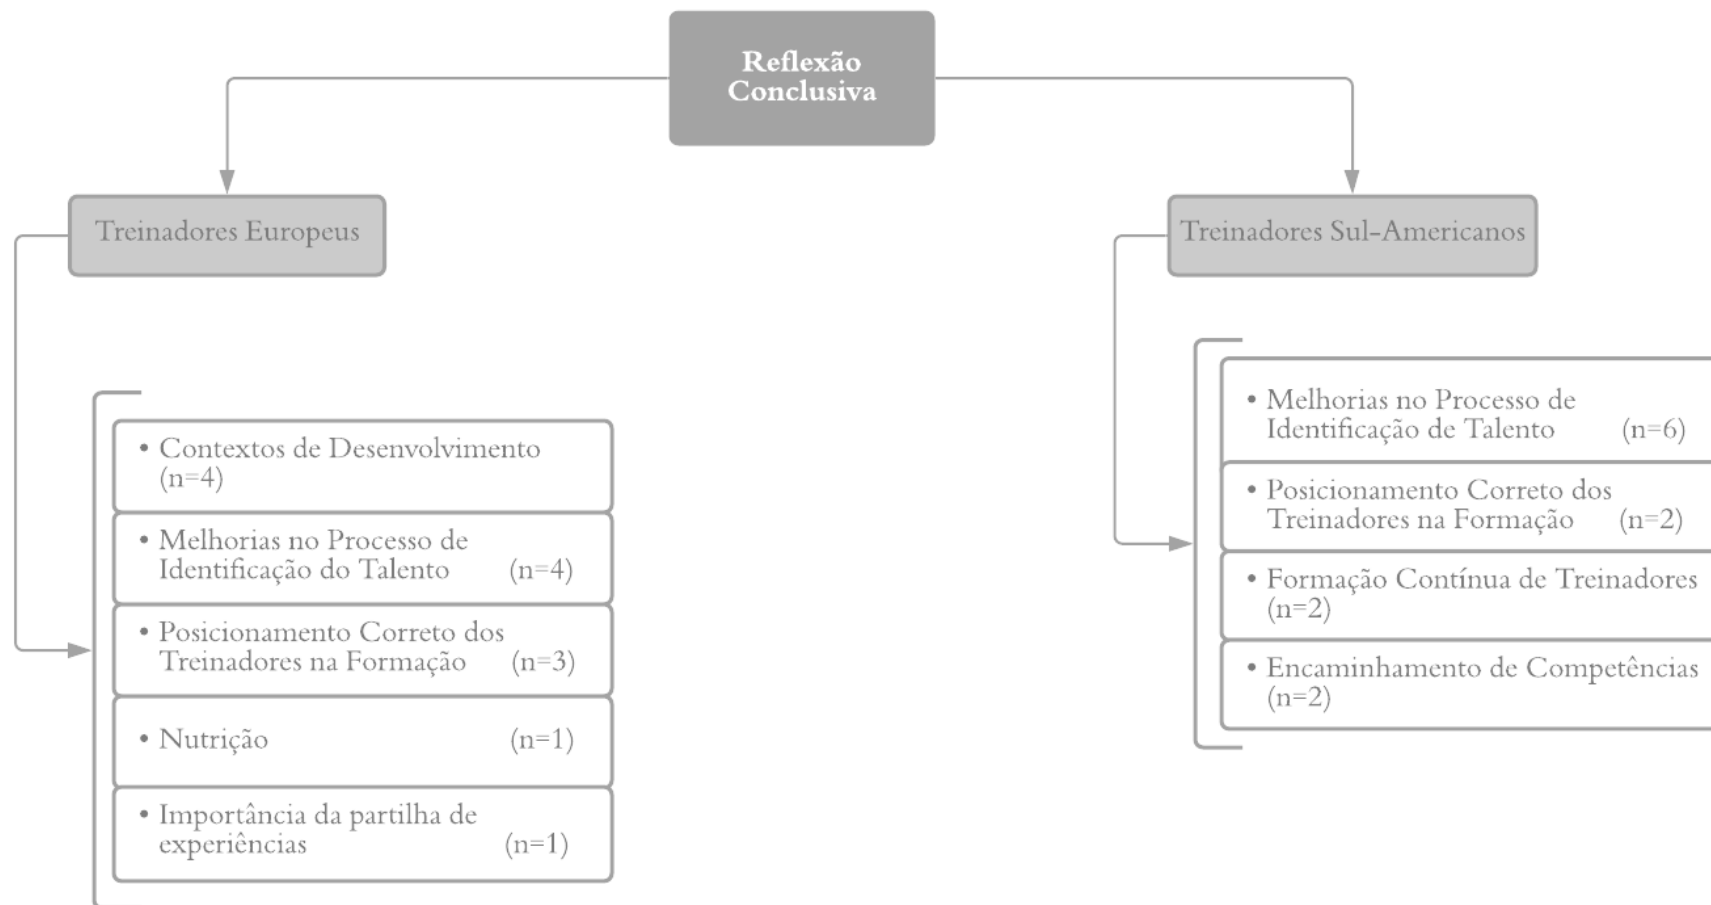 Reflexão
Conclusiva
Treinadores Europeus
Treinadores Sul-Americanos
• Contextos de Desenvolvimento
(n=4)
• Melhorias no Processo de
Identificação do Talento (n=4)
• Posicionamento Correto dos
Treinadores na Formação (n=3)
• Nutrição (n=1)
• Importância da partilha de
experiências (n=1)
• Melhorias no Processo de
Identificação de Talento (n=6)
• Posicionamento Correto dos
Treinadores na Formação (n=2)
• Formação Contínua de Treinadores
(n=2)
• Encaminhamento de Competências
(n=2)